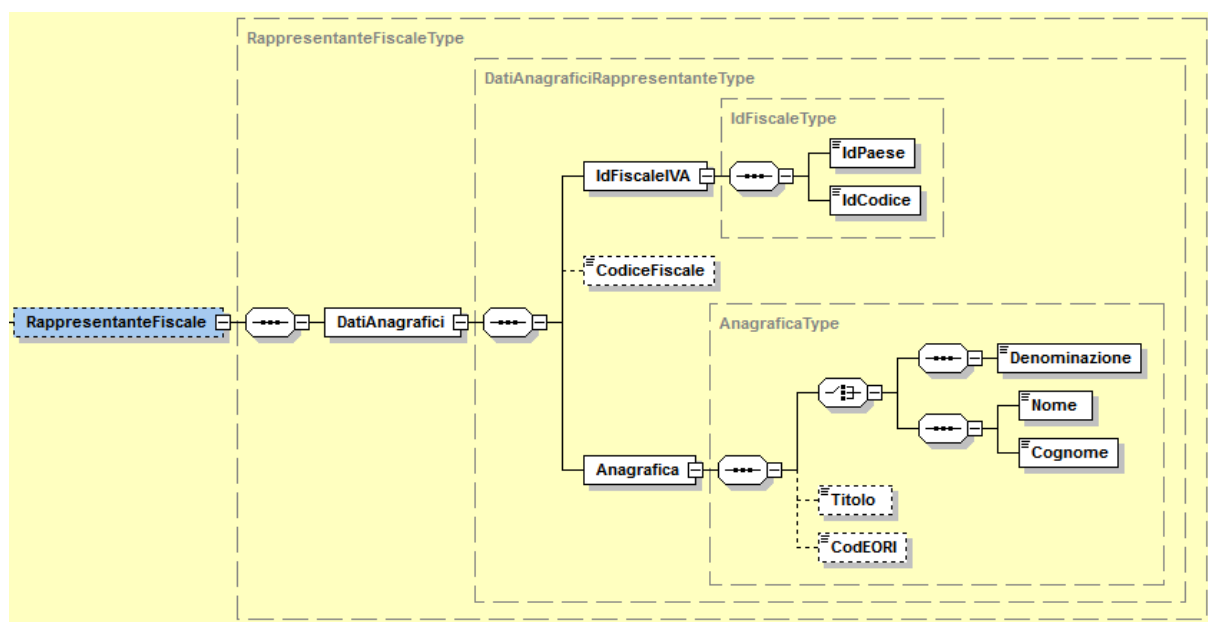 RappresentanteFiscaleType
DatiAnagraficiRappresentanteType
IdFiscaleType
IdPaese
IdFiscaleIVA
IdCodice
CodiceFiscale
RappresentanteFiscale
DatiAnagrafici
AnagraficaType
Denominazione
Nome
Cognome
Anagrafica
Titolo
CodEORI